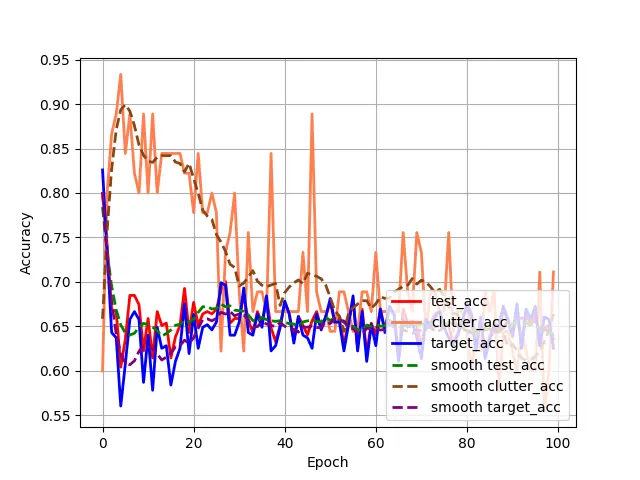 0.95
0.90
0.85
0.80
0.75
0.70
0.65
0.60
0.55
Accuracy
0 20 40 60 80 100
Epoch
test_acc
clutter_acc
target_acc
smooth test_acc
smooth clutter_acc
smooth target_acc